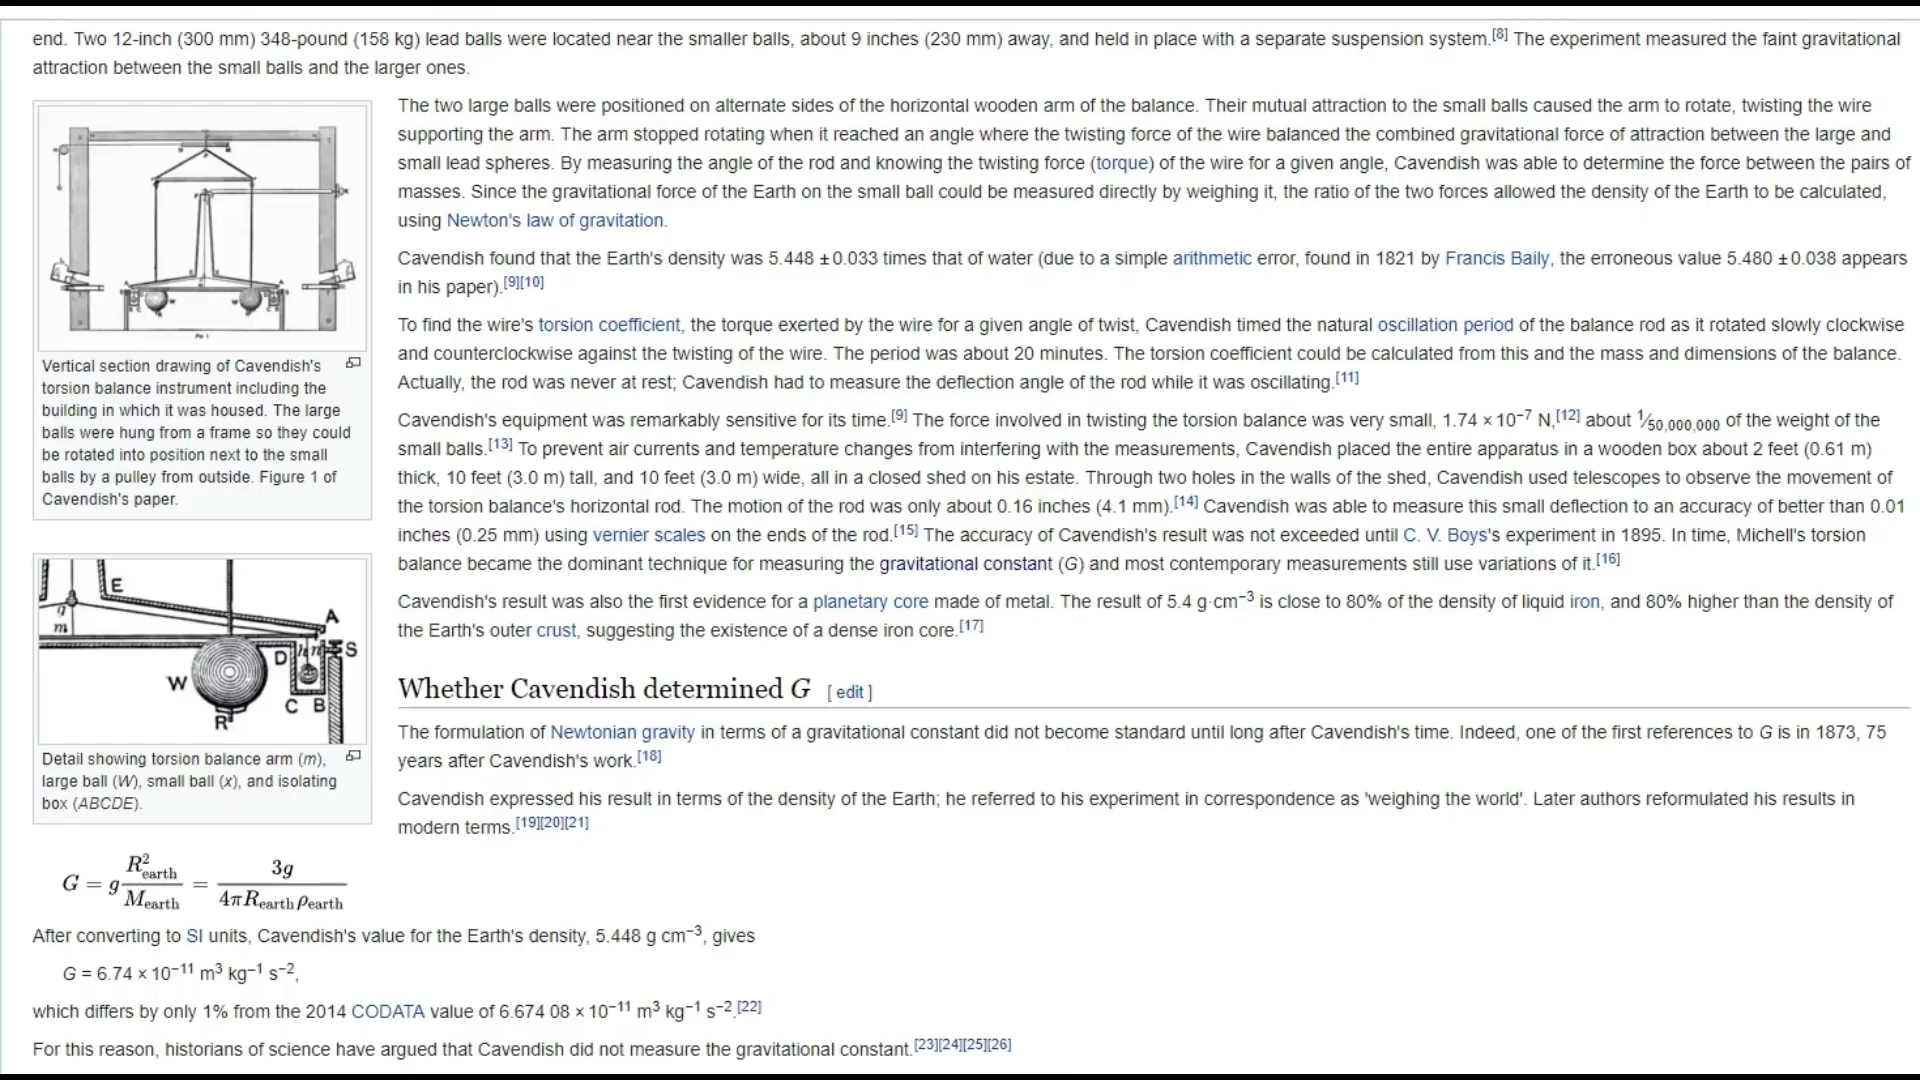 end. Two 12-inch (300 mm) 348-pound (158 kg) lead balls were located near the smaller balls, about 9 inches (230 mm) away, and held in place with a separate suspension system.[8] The experiment measured the faint gravitational
attraction between the small balls and the larger ones.
The two large balls were positioned on alternate sides of the horizontal wooden arm of the balance. Their mutual attraction to the small balls caused the arm to rotate, twisting the wire
supporting the arm. The arm stopped rotating when it reached an angle where the twisting force of the wire balanced the combined gravitational force of attraction between the large and
small lead spheres. By measuring the angle of the rod and knowing the twisting force (torque) of the wire for a given angle, Cavendish was able to determine the force between the pairs of
masses. Since the gravitational force of the Earth on the small ball could be measured directly by weighing it, the ratio of the two forces allowed the density of the Earth to be calculated,
using Newton's law of gravitation.
Cavendish found that the Earth's density was 5.448 ±0.033 times that of water (due to a simple arithmetic error, found in 1821 by Francis Baily, the erroneous value 5.480 ±0.038 appears
in his paper).[9][10]
To find the wire's torsion coefficient, the torque exerted by the wire for a given angle of twist, Cavendish timed the natural oscillation period of the balance rod as it rotated slowly clockwise
and counterclockwise against the twisting of the wire. The period was about 20 minutes. The torsion coefficient could be calculated from this and the mass and dimensions of the balance.
Actually, the rod was never at rest; Cavendish had to measure the deflection angle of the rod while it was oscillating.[11]
Cavendish's equipment was remarkably sensitive for its time.[9] The force involved in twisting the torsion balance was very small, 1.74 × 10⁻⁷ N,[12] about 1⁄50,000,000 of the weight of the
small balls.[13] To prevent air currents and temperature changes from interfering with the measurements, Cavendish placed the entire apparatus in a wooden box about 2 feet (0.61 m)
thick, 10 feet (3.0 m) tall, and 10 feet (3.0 m) wide, all in a closed shed on his estate. Through two holes in the walls of the shed, Cavendish used telescopes to observe the movement of
the torsion balance's horizontal rod. The motion of the rod was only about 0.16 inches (4.1 mm).[14] Cavendish was able to measure this small deflection to an accuracy of better than 0.01
inches (0.25 mm) using vernier scales on the ends of the rod.[15] The accuracy of Cavendish's result was not exceeded until C. V. Boys's experiment in 1895. In time, Michell's torsion
balance became the dominant technique for measuring the gravitational constant (G) and most contemporary measurements still use variations of it.[16]
Cavendish's result was also the first evidence for a planetary core made of metal. The result of 5.4 g·cm⁻³ is close to 80% of the density of liquid iron, and 80% higher than the density of
the Earth's outer crust, suggesting the existence of a dense iron core.[17]
Vertical section drawing of Cavendish's
torsion balance instrument including the
building in which it was housed. The large
balls were hung from a frame so they could
be rotated into position next to the small
balls by a pulley from outside. Figure 1 of
Cavendish's paper.
E
g
m
A
D
h
n
S
W
C B
R
Detail showing torsion balance arm (m),
large ball (W), small ball (x), and isolating
box (ABCDE).
Whether Cavendish determined G [ edit ]
The formulation of Newtonian gravity in terms of a gravitational constant did not become standard until long after Cavendish's time. Indeed, one of the first references to G is in 1873, 75
years after Cavendish's work.[18]
Cavendish expressed his result in terms of the density of the Earth; he referred to his experiment in correspondence as 'weighing the world'. Later authors reformulated his results in
modern terms.[19][20][21]
G = g R²earth / Mearth = 3g / 4πRearth ρearth
After converting to SI units, Cavendish's value for the Earth's density, 5.448 g cm⁻³, gives
G = 6.74 × 10⁻¹¹ m³ kg⁻¹ s⁻²,
which differs by only 1% from the 2014 CODATA value of 6.674 08 × 10⁻¹¹ m³ kg⁻¹ s⁻².[22]
For this reason, historians of science have argued that Cavendish did not measure the gravitational constant.[23][24][25][26]